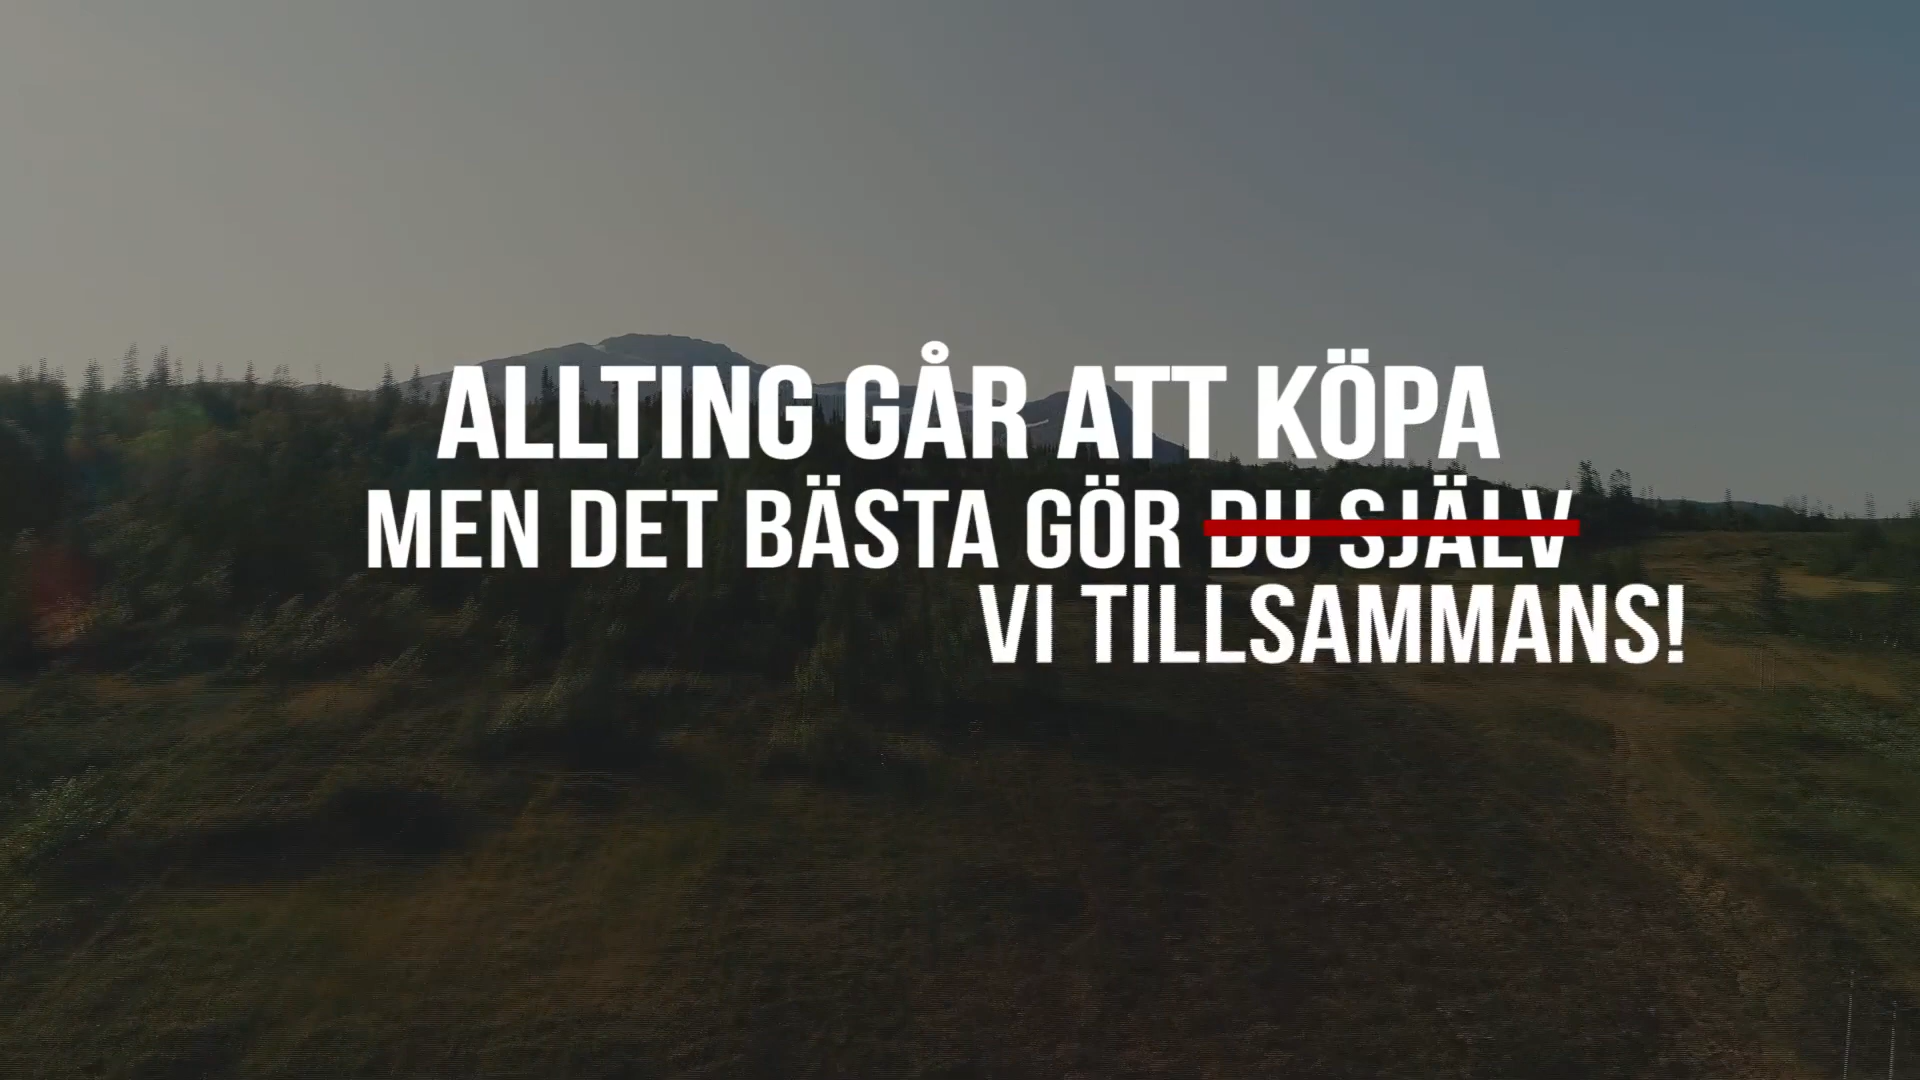 ALLTING GÅR ATT KÖPA
MEN DET BÄSTA GÖR DU SJÄLV
VI TILLSAMMANS!